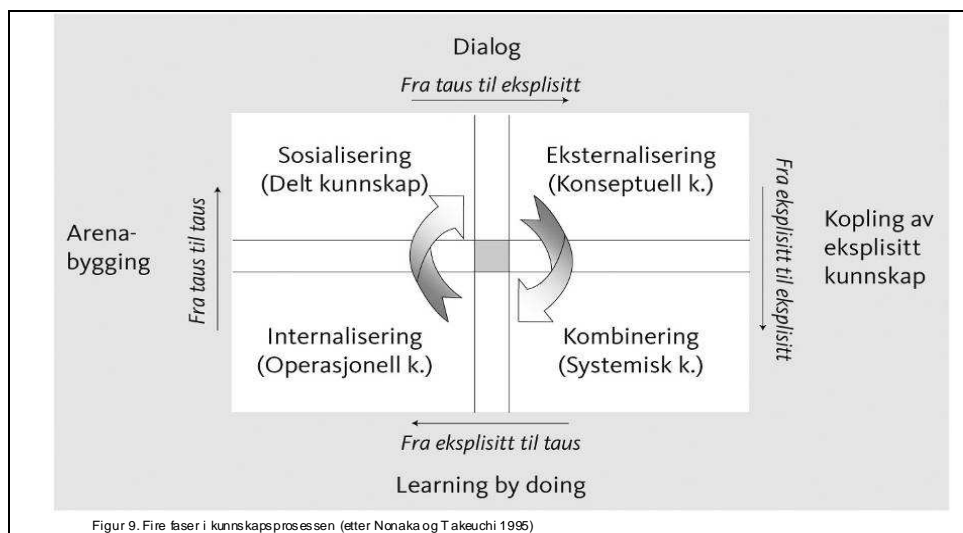 Dialog
Fra taus til eksplisitt
Sosialisering
(Delt kunnskap)
Eksternalisering
(Konseptuell k.)
Arena-
bygging
Fra taus til taus
Fra eksplisitt til eksplisitt
Kopling av
eksplisitt
kunnskap
Internalisering
(Operasjonell k.)
Kombinering
(Systemisk k.)
Fra eksplisitt til taus
Learning by doing
Figur 9. Fire faser i kunnskapsprosessen (etter Nonaka og Takeuchi 1995)